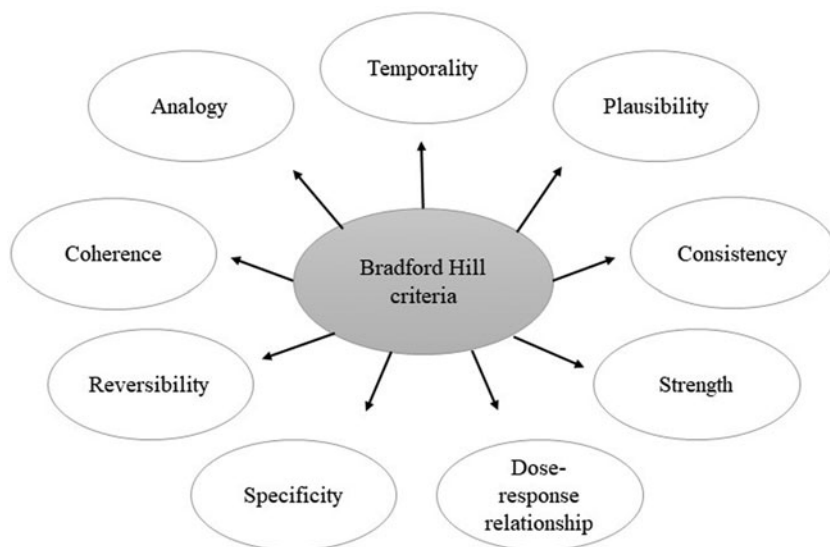 Temporality
Analogy
Plausibility
Coherence
Bradford Hill
criteria
Consistency
Reversibility
Strength
Specificity
Dose-
response
relationship